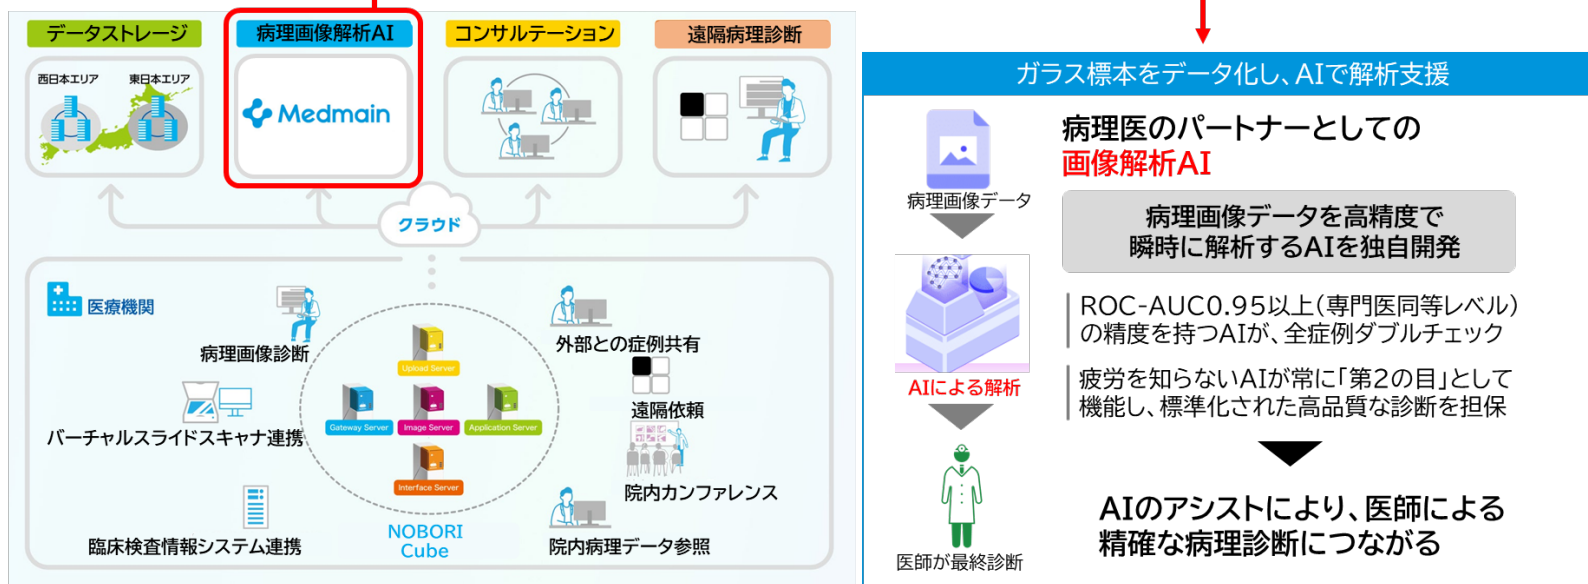 データストレージ
病理画像解析AI
コンサルテーション
遠隔病理診断
西日本エリア
東日本エリア
Medmain
クラウド
医療機関
病理画像診断
バーチャルスライドスキャナ連携
臨床検査情報システム連携
Upload Server
Gateway Server
Image Server
Application Server
Interface Server
NOBORI
Cube
外部との症例共有
遠隔依頼
院内カンファレンス
院内病理データ参照
ガラス標本をデータ化し、AIで解析支援
病理画像データ
AIによる解析
医師が最終診断
病理医のパートナーとしての
画像解析AI
病理画像データを高精度で
瞬時に解析するAIを独自開発
ROC-AUC0.95以上(専門医同等レベル)
の精度を持つAIが、全症例ダブルチェック
疲労を知らないAIが常に「第2の目」として
機能し、標準化された高品質な診断を担保
AIのアシストにより、医師による
精確な病理診断につながる